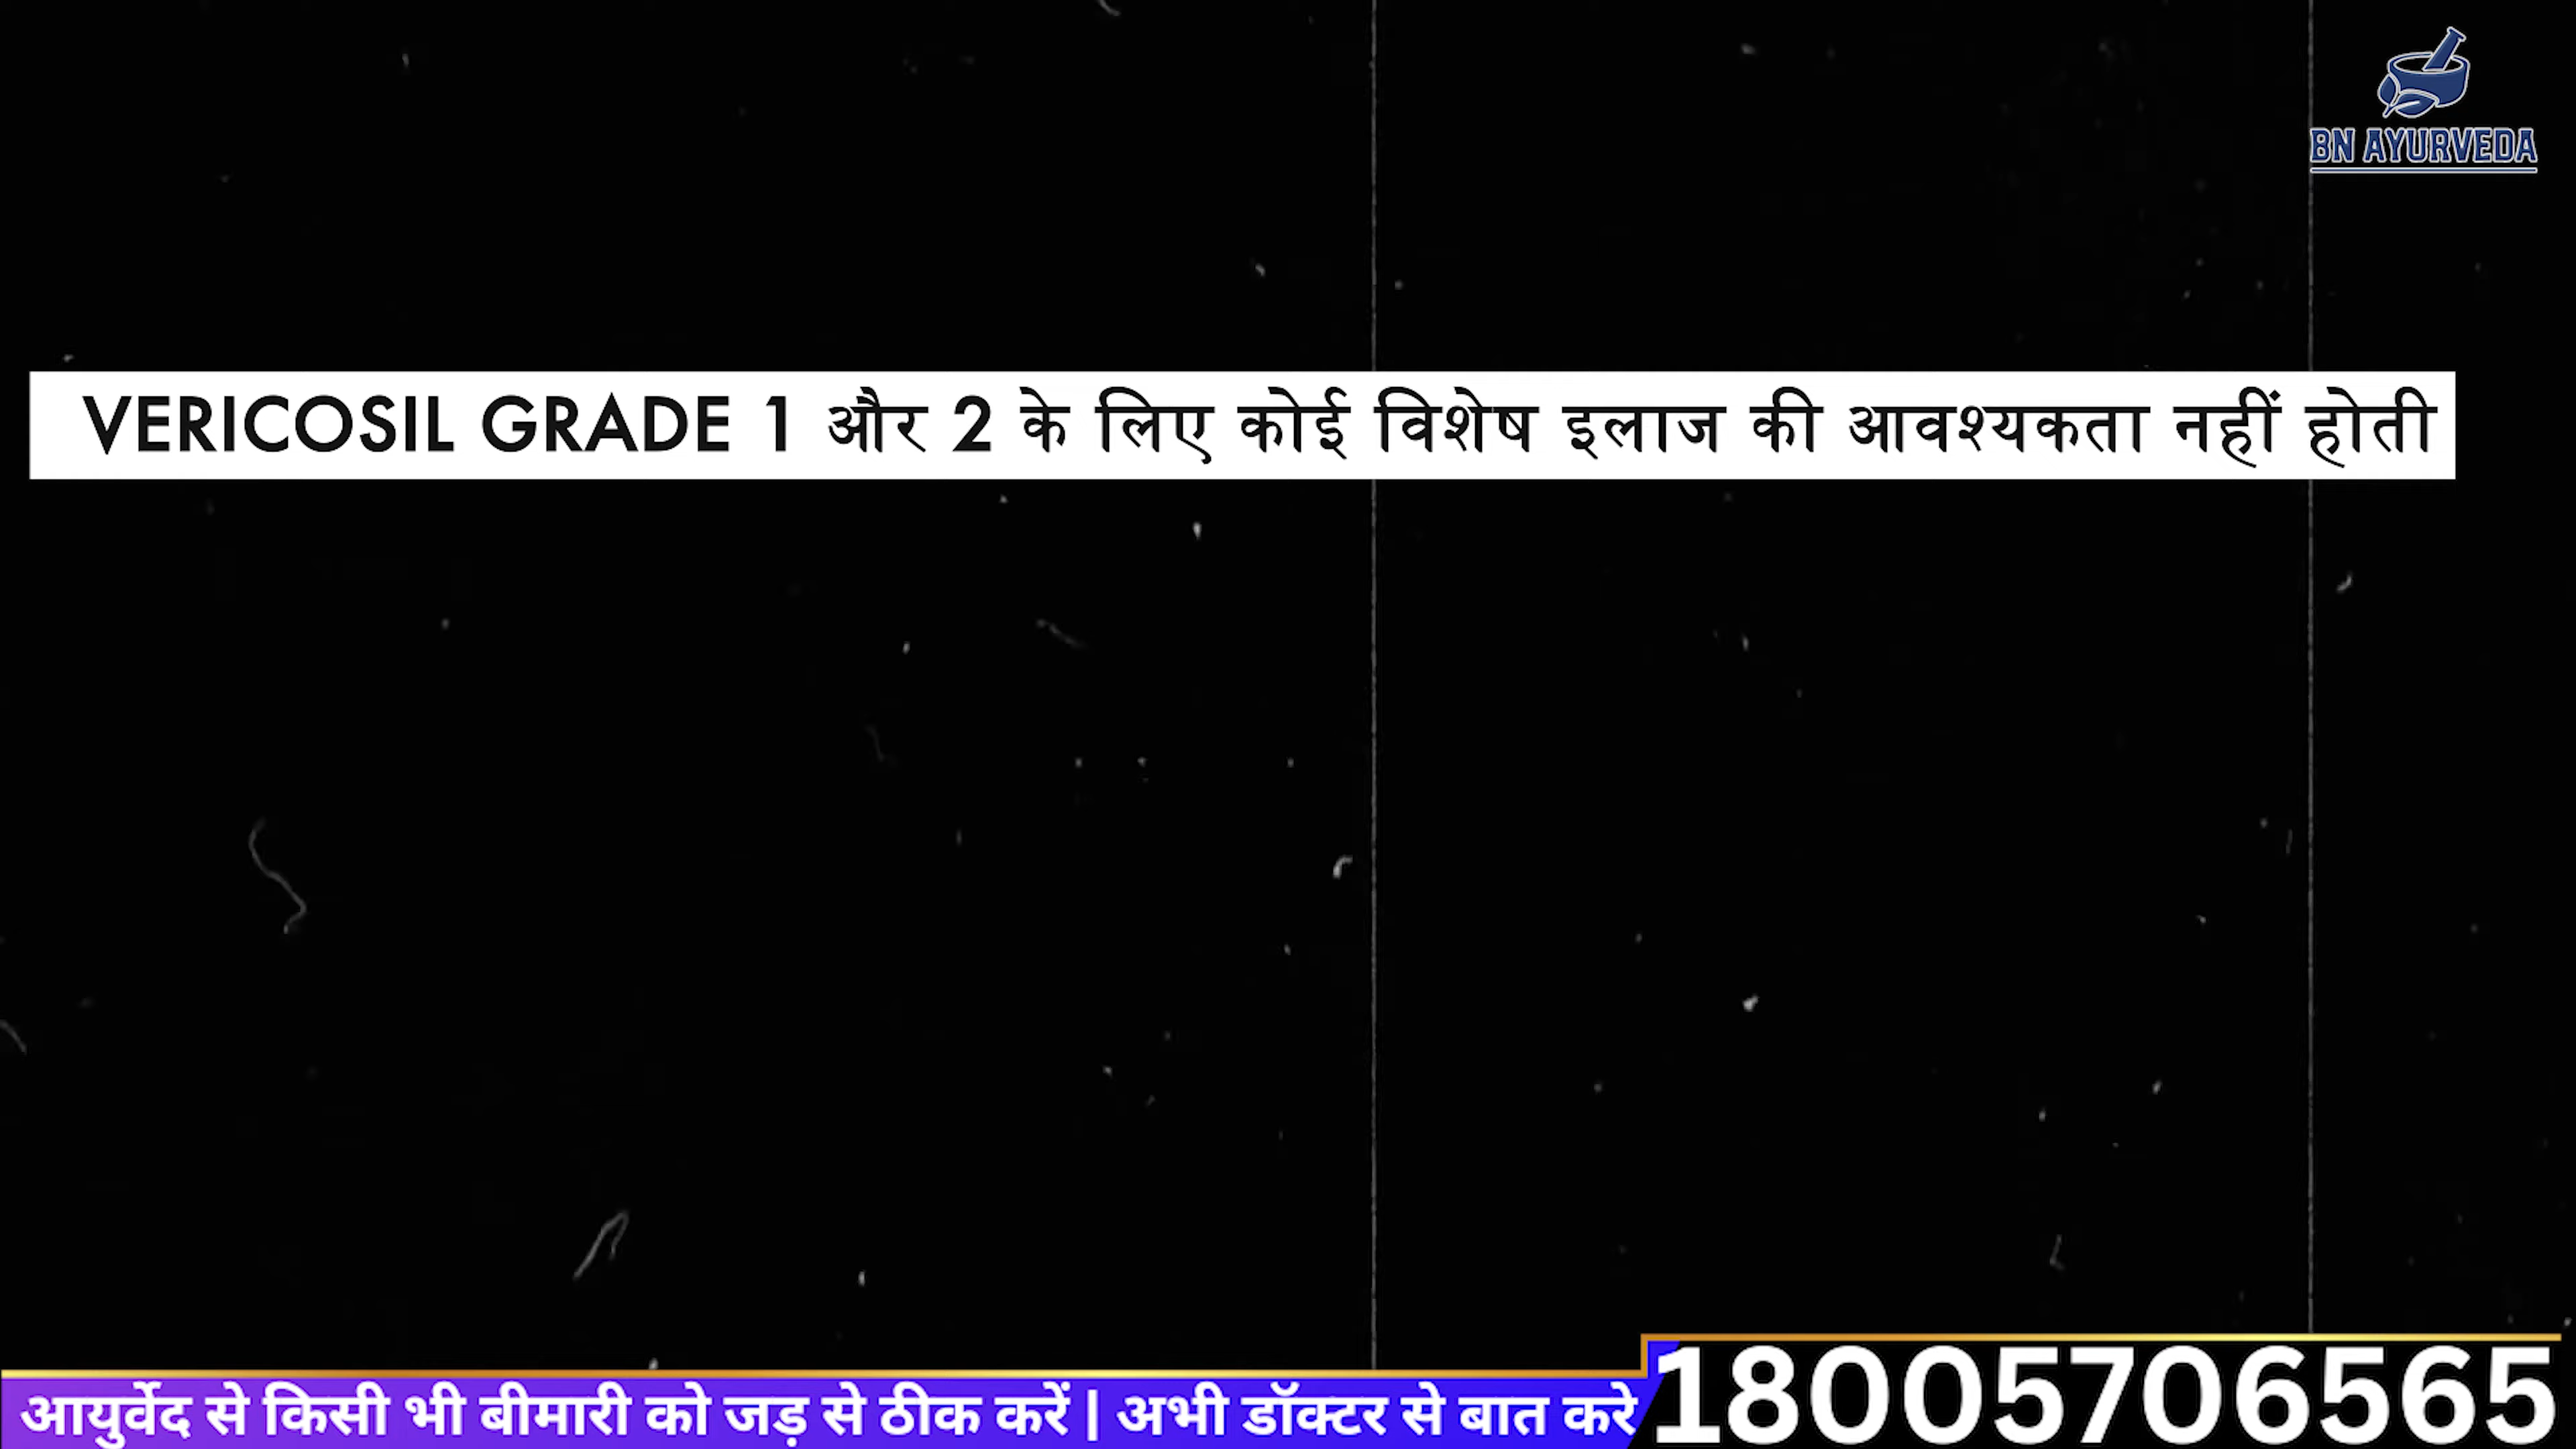 BN AYURVEDA
VERICOSIL GRADE 1 और 2 के लिए कोई विशेष इलाज की आवश्यकता नहीं होती
आयुर्वेद से किसी भी बीमारी को जड़ से ठीक करें | अभी डॉक्टर से बात करे 18005706565